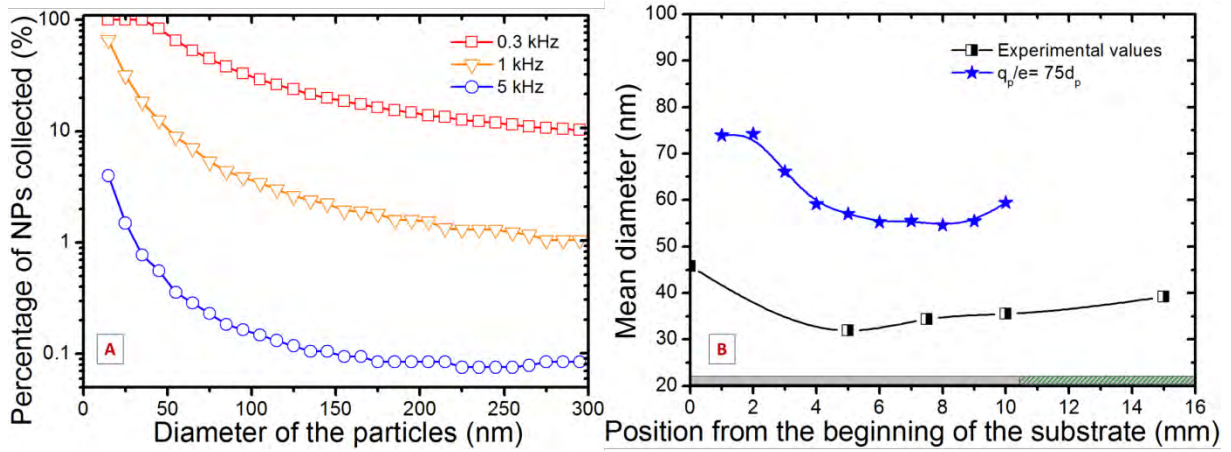 Percentage of NPs collected (%)
100
10
1
0.1
0.3 kHz
1 kHz
5 kHz
A
0 50 100 150 200 250 300
Diameter of the particles (nm)
Mean diameter (nm)
100
90
80
70
60
50
40
30
20
Experimental values
qₚ/e= 75dₚ
B
0 2 4 6 8 10 12 14 16
Position from the beginning of the substrate (mm)